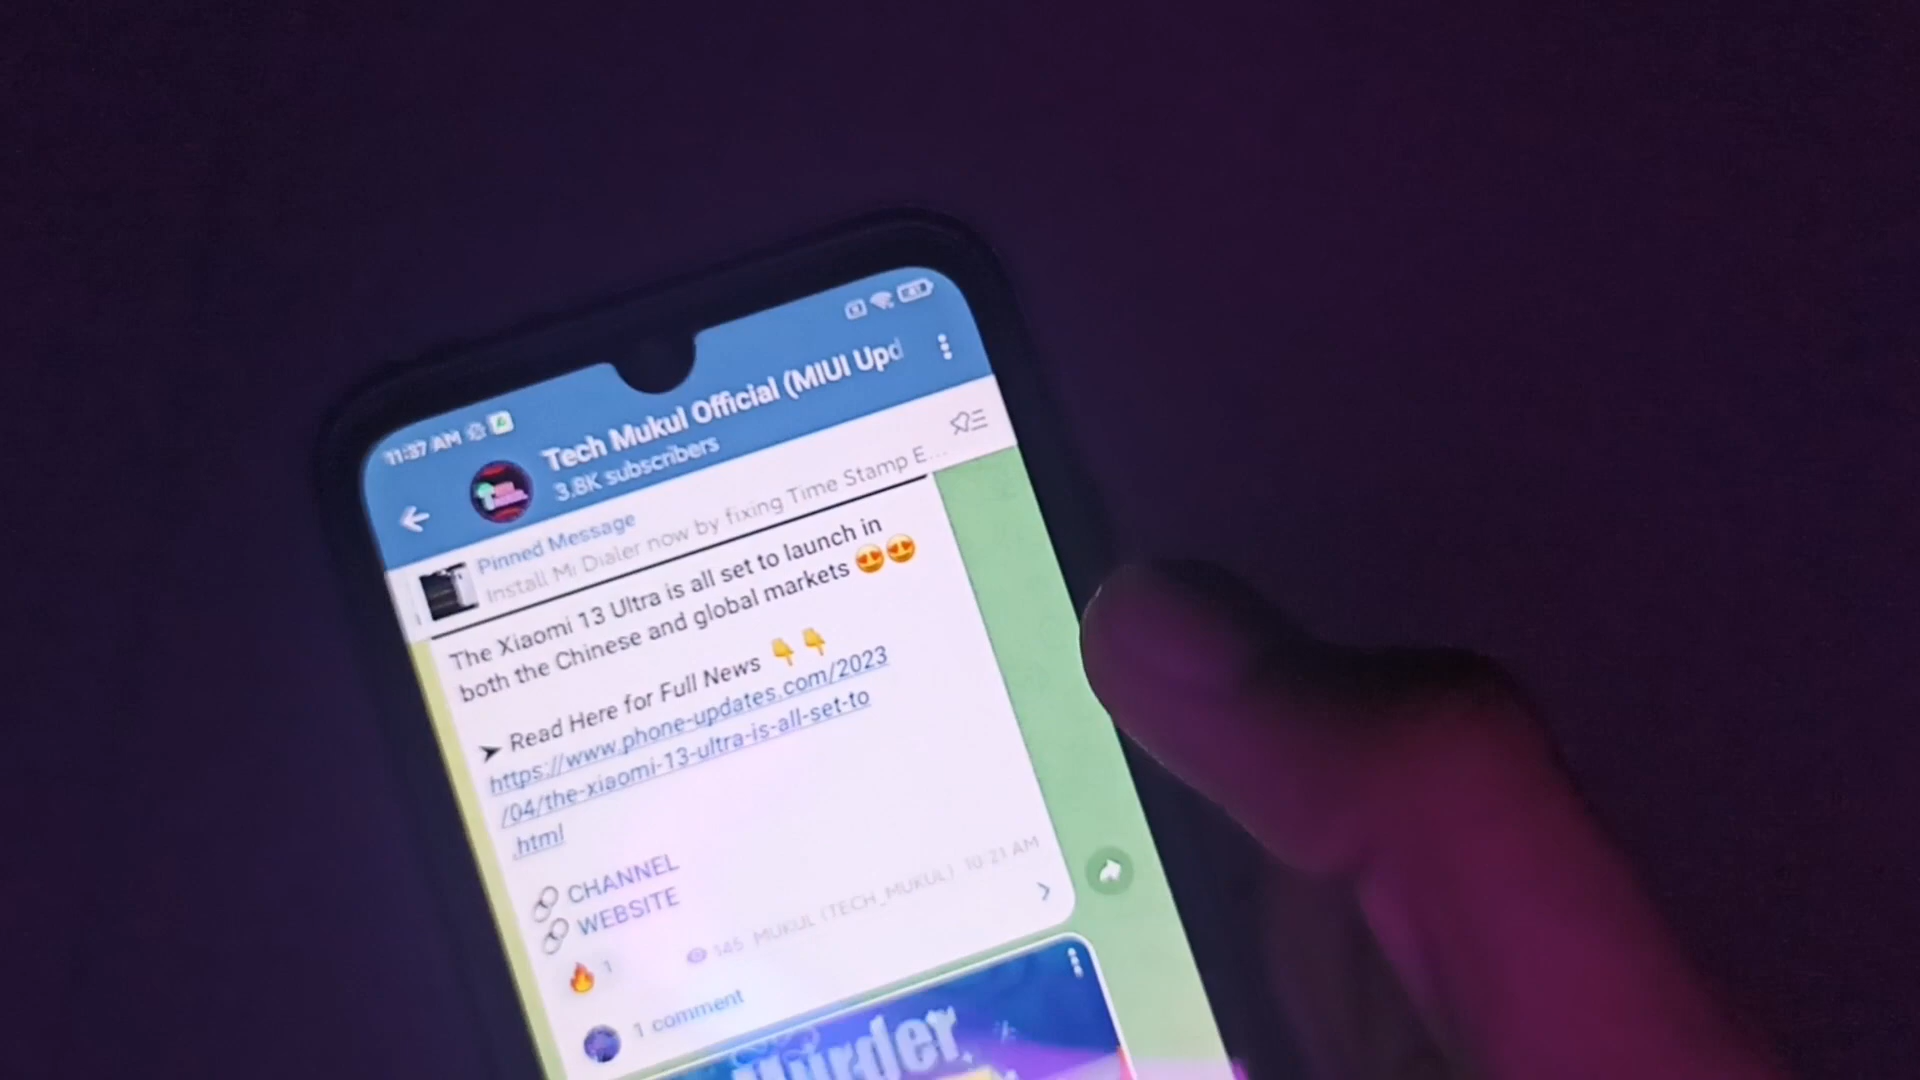 11:37 AM
Tech Mukul Official (MIUI Upd
3.8K subscribers
Pinned Message
Install Mi Dialer now by fixing Time Stamp E...
The Xiaomi 13 Ultra is all set to launch in
both the Chinese and global markets 😍😍
➤ Read Here for Full News 👇👇
https://www.phone-updates.com/2023
/04/the-xiaomi-13-ultra-is-all-set-to
.html
🔗 CHANNEL
🔗 WEBSITE
🔥 1
145 MUKUL (TECH_MUKUL) 10:21 AM
1 comment
Murder